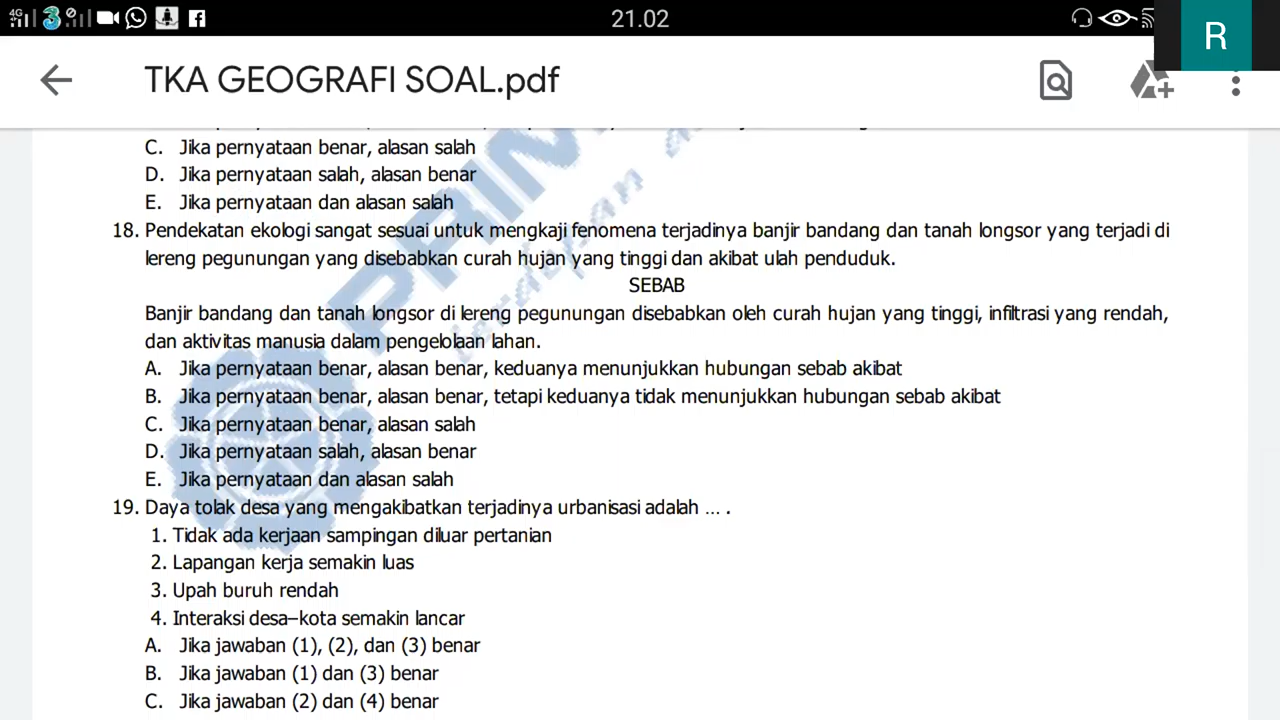 4G 3 21.02 R
TKA GEOGRAFI SOAL.pdf
C. Jika pernyataan benar, alasan salah
D. Jika pernyataan salah, alasan benar
E. Jika pernyataan dan alasan salah
18. Pendekatan ekologi sangat sesuai untuk mengkaji fenomena terjadinya banjir bandang dan tanah longsor yang terjadi di
lereng pegunungan yang disebabkan curah hujan yang tinggi dan akibat ulah penduduk.
SEBAB
Banjir bandang dan tanah longsor di lereng pegunungan disebabkan oleh curah hujan yang tinggi, infiltrasi yang rendah,
dan aktivitas manusia dalam pengelolaan lahan.
A. Jika pernyataan benar, alasan benar, keduanya menunjukkan hubungan sebab akibat
B. Jika pernyataan benar, alasan benar, tetapi keduanya tidak menunjukkan hubungan sebab akibat
C. Jika pernyataan benar, alasan salah
D. Jika pernyataan salah, alasan benar
E. Jika pernyataan dan alasan salah
19. Daya tolak desa yang mengakibatkan terjadinya urbanisasi adalah ... .
1. Tidak ada kerjaan sampingan diluar pertanian
2. Lapangan kerja semakin luas
3. Upah buruh rendah
4. Interaksi desa–kota semakin lancar
A. Jika jawaban (1), (2), dan (3) benar
B. Jika jawaban (1) dan (3) benar
C. Jika jawaban (2) dan (4) benar